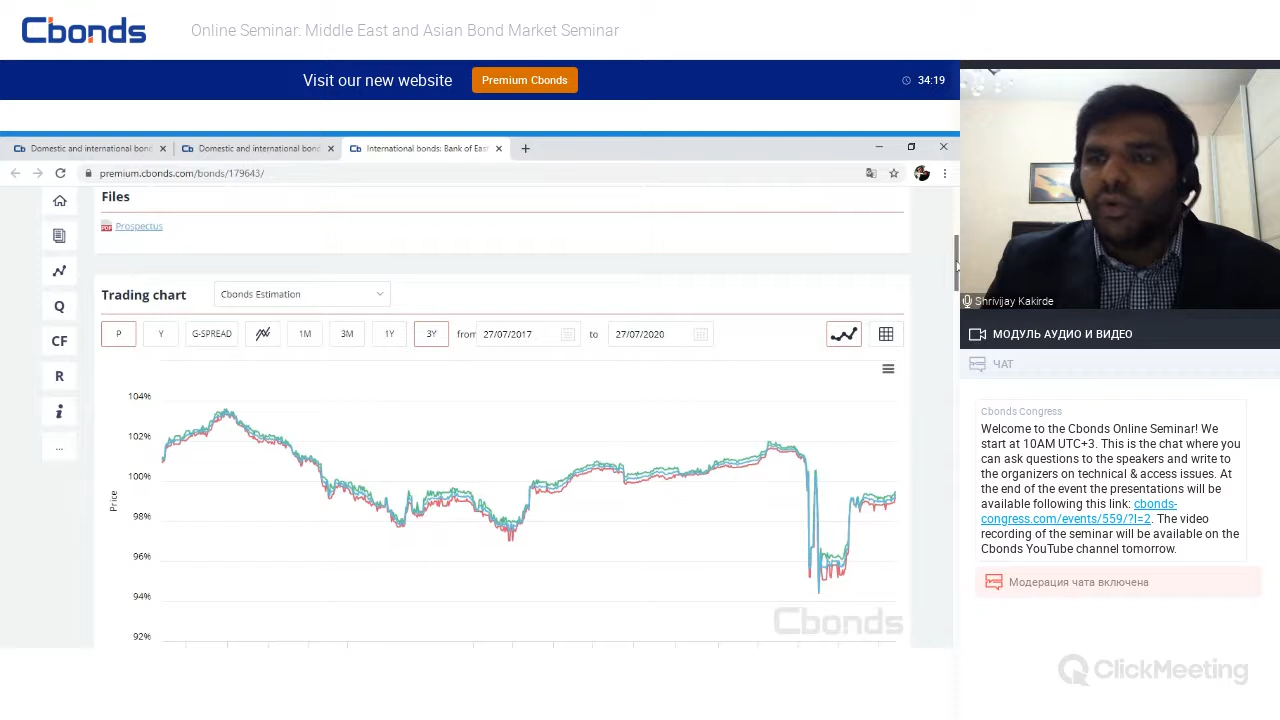 Cbonds
Online Seminar: Middle East and Asian Bond Market Seminar
Visit our new website
Premium Cbonds
34:19
Domestic and international bond
Domestic and international bond
International bonds: Bank of East
premium.cbonds.com/bonds/179643/
Files
Prospectus
Trading chart
Cbonds Estimation
P
Y
G-SPREAD
1M
3M
1Y
3Y
from
27/07/2017
to
27/07/2020
Q
CF
R
i
...
104%
102%
100%
98%
96%
94%
92%
Price
Cbonds
Shrivijay Kakirde
МОДУЛЬ АУДИО И ВИДЕО
ЧАТ
Cbonds Congress
Welcome to the Cbonds Online Seminar! We
start at 10AM UTC+3. This is the chat where you
can ask questions to the speakers and write to
the organizers on technical & access issues. At
the end of the event the presentations will be
available following this link: cbonds-
congress.com/events/559/?l=2. The video
recording of the seminar will be available on the
Cbonds YouTube channel tomorrow.
Модерация чата включена
ClickMeeting